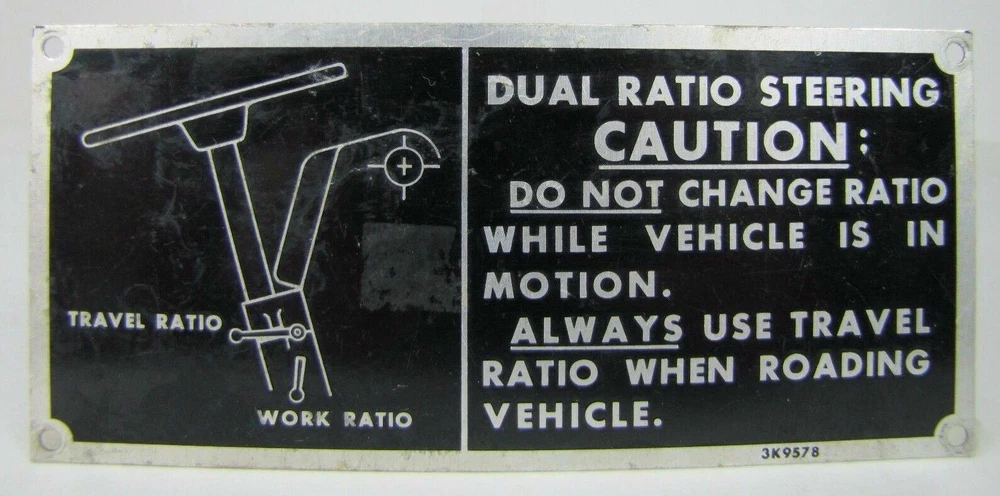 TRAVEL RATIO
WORK RATIO
DUAL RATIO STEERING
CAUTION:
DO NOT CHANGE RATIO
WHILE VEHICLE IS IN
MOTION.
ALWAYS USE TRAVEL
RATIO WHEN ROADING
VEHICLE.
3K9578